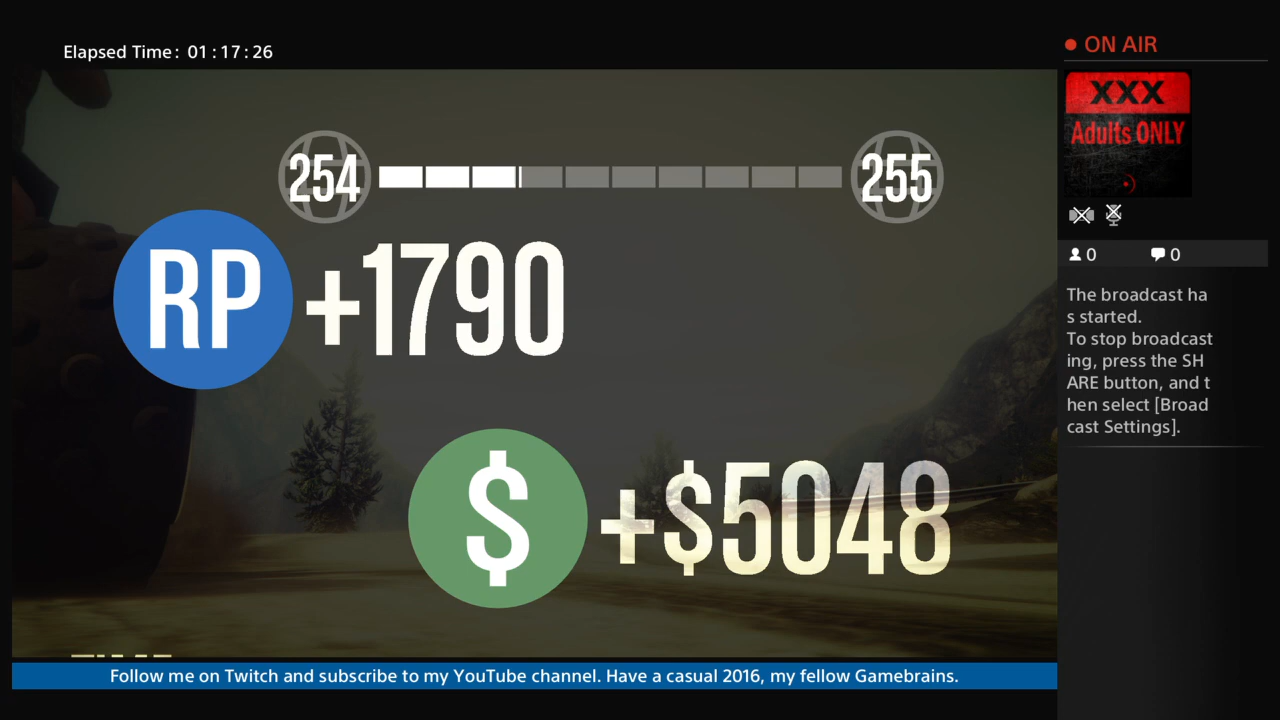 Elapsed Time: 01:17:26
ON AIR
XXX
Adults ONLY
254
255
RP +1790
$ +$5048
0 0
The broadcast ha
s started.
To stop broadcast
ing, press the SH
ARE button, and t
hen select [Broad
cast Settings].
Follow me on Twitch and subscribe to my YouTube channel. Have a casual 2016, my fellow Gamebrains.